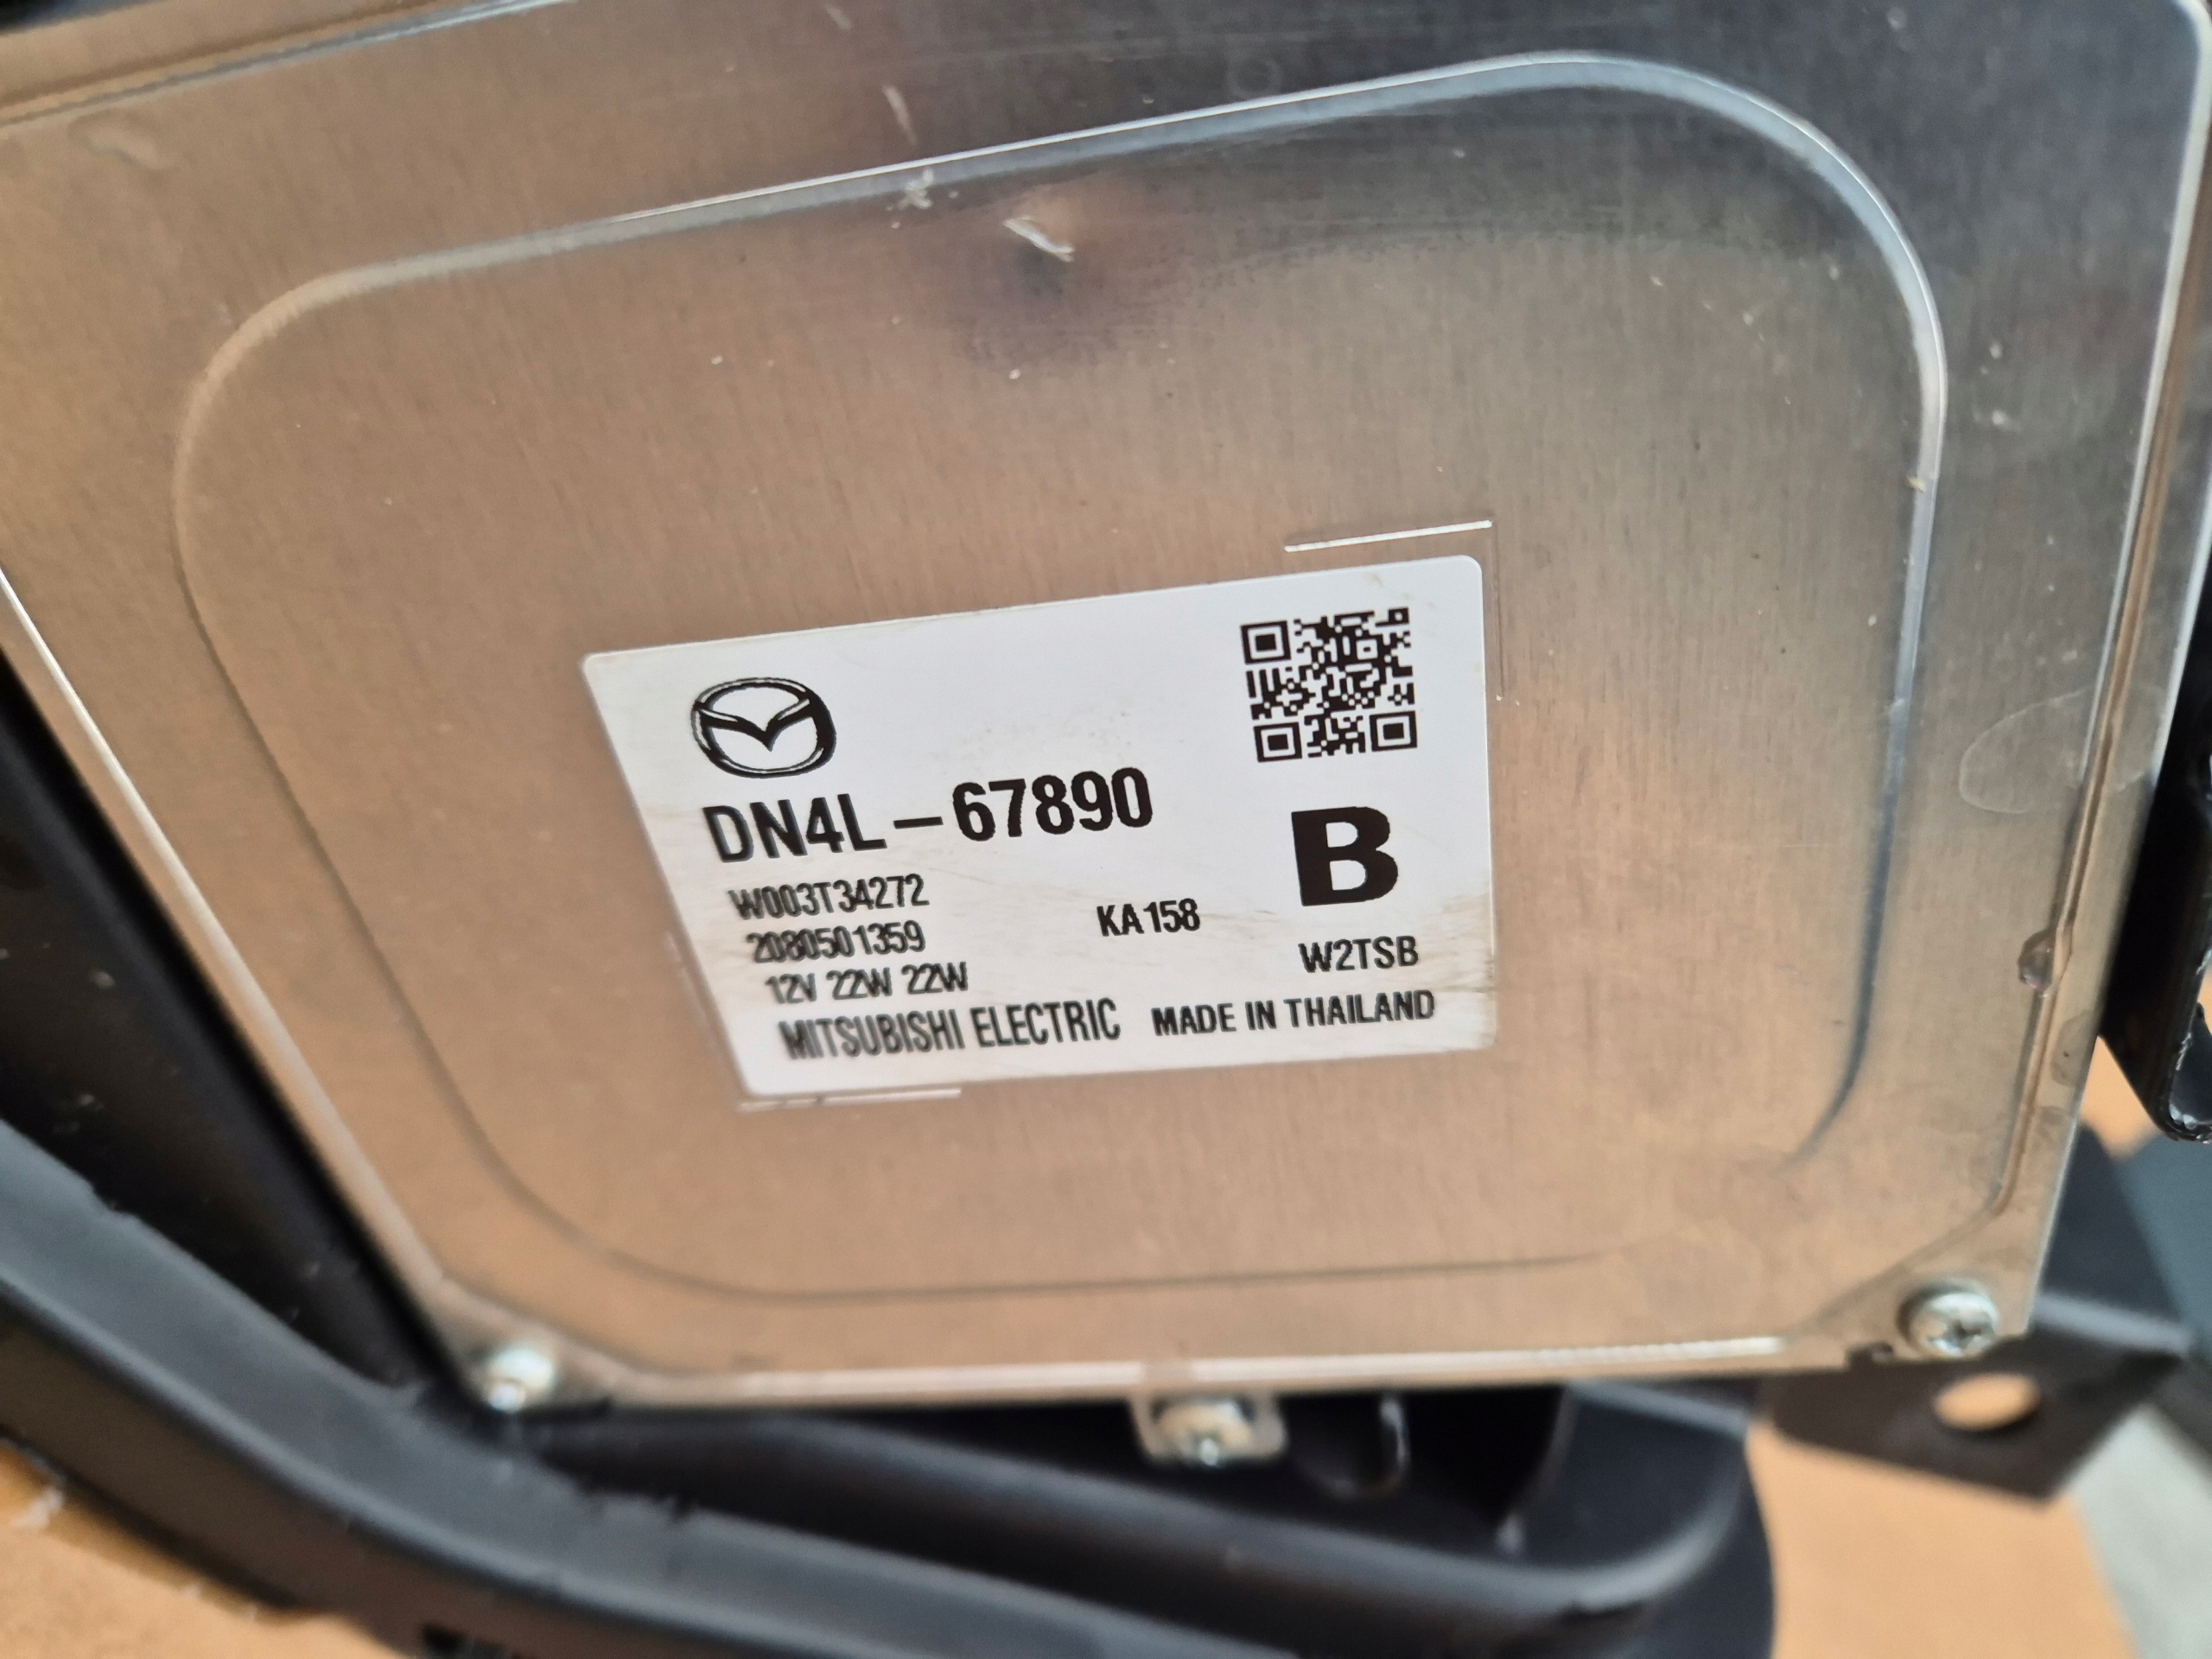 DN4L-67890
B
W003T34272
KA158
2080501359
W2TSB
12V 22W 22W
MITSUBISHI ELECTRIC MADE IN THAILAND